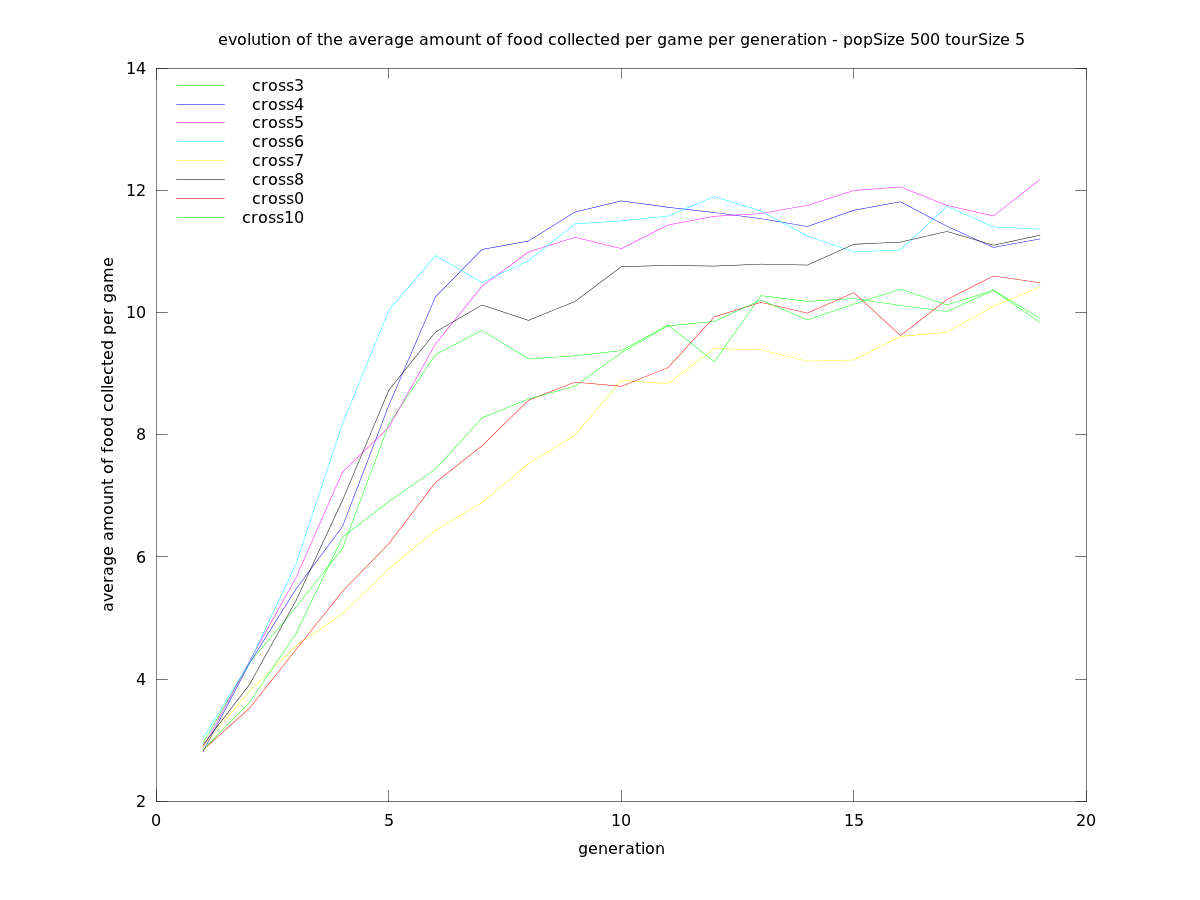 evolution of the average amount of food collected per game per generation - popSize 500 tourSize 5
14
12
10
8
6
4
2
average amount of food collected per game
cross3
cross4
cross5
cross6
cross7
cross8
cross0
cross10
0
5
10
15
20
generation